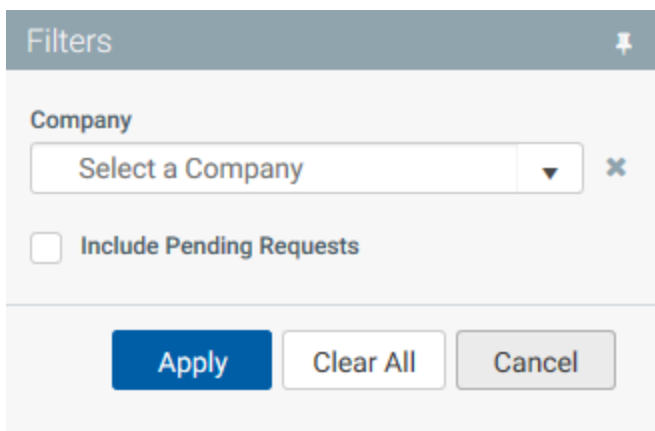 Filters
Company
Select a Company
Include Pending Requests
Apply Clear All Cancel